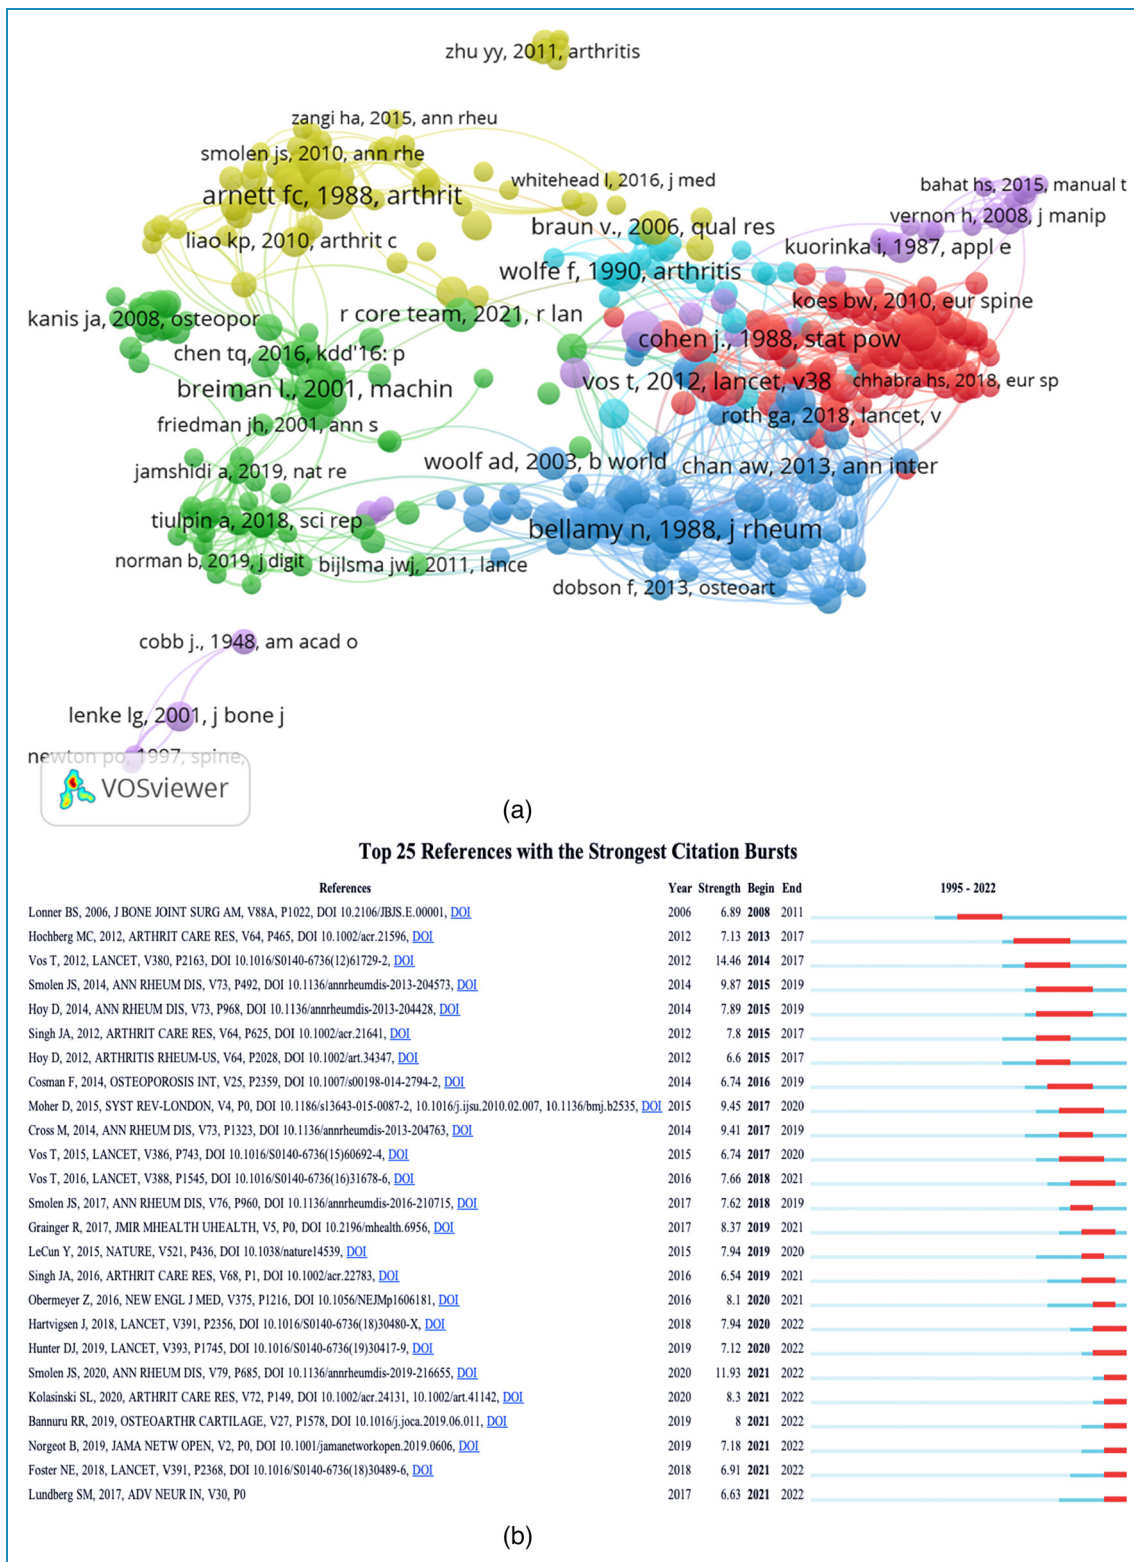 zhu yy, 2011, arthritis
zangi ha, 2015, ann rheu
smolen js, 2010, ann rhe
whitehead l, 2016, j med
bahat hs, 2015, manual t
arnett fc, 1988, arthrit
vernon h, 2008, j manip
braun v., 2006, qual res
liao kp, 2010, arthrit c
kuorinka i, 1987, appl e
wolfe f, 1990, arthritis
koes bw, 2010, eur spine
kanis ja, 2008, osteopor
r core team, 2021, r lan
cohen j., 1988, stat pow
chen tq, 2016, kdd'16: p
vos t, 2012, lancet, v38
chhabra hs, 2018, eur sp
breiman l., 2001, machin
roth ga, 2018, lancet, v
friedman jh, 2001, ann s
woolf ad, 2003, b world
chan aw, 2013, ann inter
jamshidi a, 2019, nat re
tiulpin a, 2018, sci rep
bellamy n, 1988, j rheum
norman b, 2019, j digit
bijlsma jwj, 2011, lance
dobson f, 2013, osteoart
cobb j., 1948, am acad o
lenke lg, 2001, j bone j
newton po, 1997, spine,
VOSviewer
(a)
Top 25 References with the Strongest Citation Bursts
References Year Strength Begin End 1995 - 2022
Lonner BS, 2006, J BONE JOINT SURG AM, V88A, P1022, DOI 10.2106/JBJS.E.00001, DOI 2006 6.89 2008 2011
Hochberg MC, 2012, ARTHRIT CARE RES, V64, P465, DOI 10.1002/acr.21596, DOI 2012 7.13 2013 2017
Vos T, 2012, LANCET, V380, P2163, DOI 10.1016/S0140-6736(12)61729-2, DOI 2012 14.46 2014 2017
Smolen JS, 2014, ANN RHEUM DIS, V73, P492, DOI 10.1136/annrheumdis-2013-204573, DOI 2014 9.87 2015 2019
Hoy D, 2014, ANN RHEUM DIS, V73, P968, DOI 10.1136/annrheumdis-2013-204428, DOI 2014 7.89 2015 2019
Singh JA, 2012, ARTHRIT CARE RES, V64, P625, DOI 10.1002/acr.21641, DOI 2012 7.8 2015 2017
Hoy D, 2012, ARTHRITIS RHEUM-US, V64, P2028, DOI 10.1002/art.34347, DOI 2012 6.6 2015 2017
Cosman F, 2014, OSTEOPOROSIS INT, V25, P2359, DOI 10.1007/s00198-014-2794-2, DOI 2014 6.74 2016 2019
Moher D, 2015, SYST REV-LONDON, V4, P0, DOI 10.1186/s13643-015-0087-2, 10.1016/j.ijsu.2010.02.007, 10.1136/bmj.b2535, DOI 2015 9.45 2017 2020
Cross M, 2014, ANN RHEUM DIS, V73, P1323, DOI 10.1136/annrheumdis-2013-204763, DOI 2014 9.41 2017 2019
Vos T, 2015, LANCET, V386, P743, DOI 10.1016/S0140-6736(15)60692-4, DOI 2015 6.74 2017 2020
Vos T, 2016, LANCET, V388, P1545, DOI 10.1016/S0140-6736(16)31678-6, DOI 2016 7.66 2018 2021
Smolen JS, 2017, ANN RHEUM DIS, V76, P960, DOI 10.1136/annrheumdis-2016-210715, DOI 2017 7.62 2018 2019
Grainger R, 2017, JMIR MHEALTH UHEALTH, V5, P0, DOI 10.2196/mhealth.6956, DOI 2017 8.37 2019 2021
LeCun Y, 2015, NATURE, V521, P436, DOI 10.1038/nature14539, DOI 2015 7.94 2019 2020
Singh JA, 2016, ARTHRIT CARE RES, V68, P1, DOI 10.1002/acr.22783, DOI 2016 6.54 2019 2021
Obermeyer Z, 2016, NEW ENGL J MED, V375, P1216, DOI 10.1056/NEJMp1606181, DOI 2016 8.1 2020 2021
Hartvigsen J, 2018, LANCET, V391, P2356, DOI 10.1016/S0140-6736(18)30480-X, DOI 2018 7.94 2020 2022
Hunter DJ, 2019, LANCET, V393, P1745, DOI 10.1016/S0140-6736(19)30417-9, DOI 2019 7.12 2020 2022
Smolen JS, 2020, ANN RHEUM DIS, V79, P685, DOI 10.1136/annrheumdis-2019-216655, DOI 2020 11.93 2021 2022
Kolasinski SL, 2020, ARTHRIT CARE RES, V72, P149, DOI 10.1002/acr.24131, 10.1002/art.41142, DOI 2020 8.3 2021 2022
Bannuru RR, 2019, OSTEOARTHR CARTILAGE, V27, P1578, DOI 10.1016/j.joca.2019.06.011, DOI 2019 8 2021 2022
Norgeot B, 2019, JAMA NETW OPEN, V2, P0, DOI 10.1001/jamanetworkopen.2019.0606, DOI 2019 7.18 2021 2022
Foster NE, 2018, LANCET, V391, P2368, DOI 10.1016/S0140-6736(18)30489-6, DOI 2018 6.91 2021 2022
Lundberg SM, 2017, ADV NEUR IN, V30, P0 2017 6.63 2021 2022
(b)